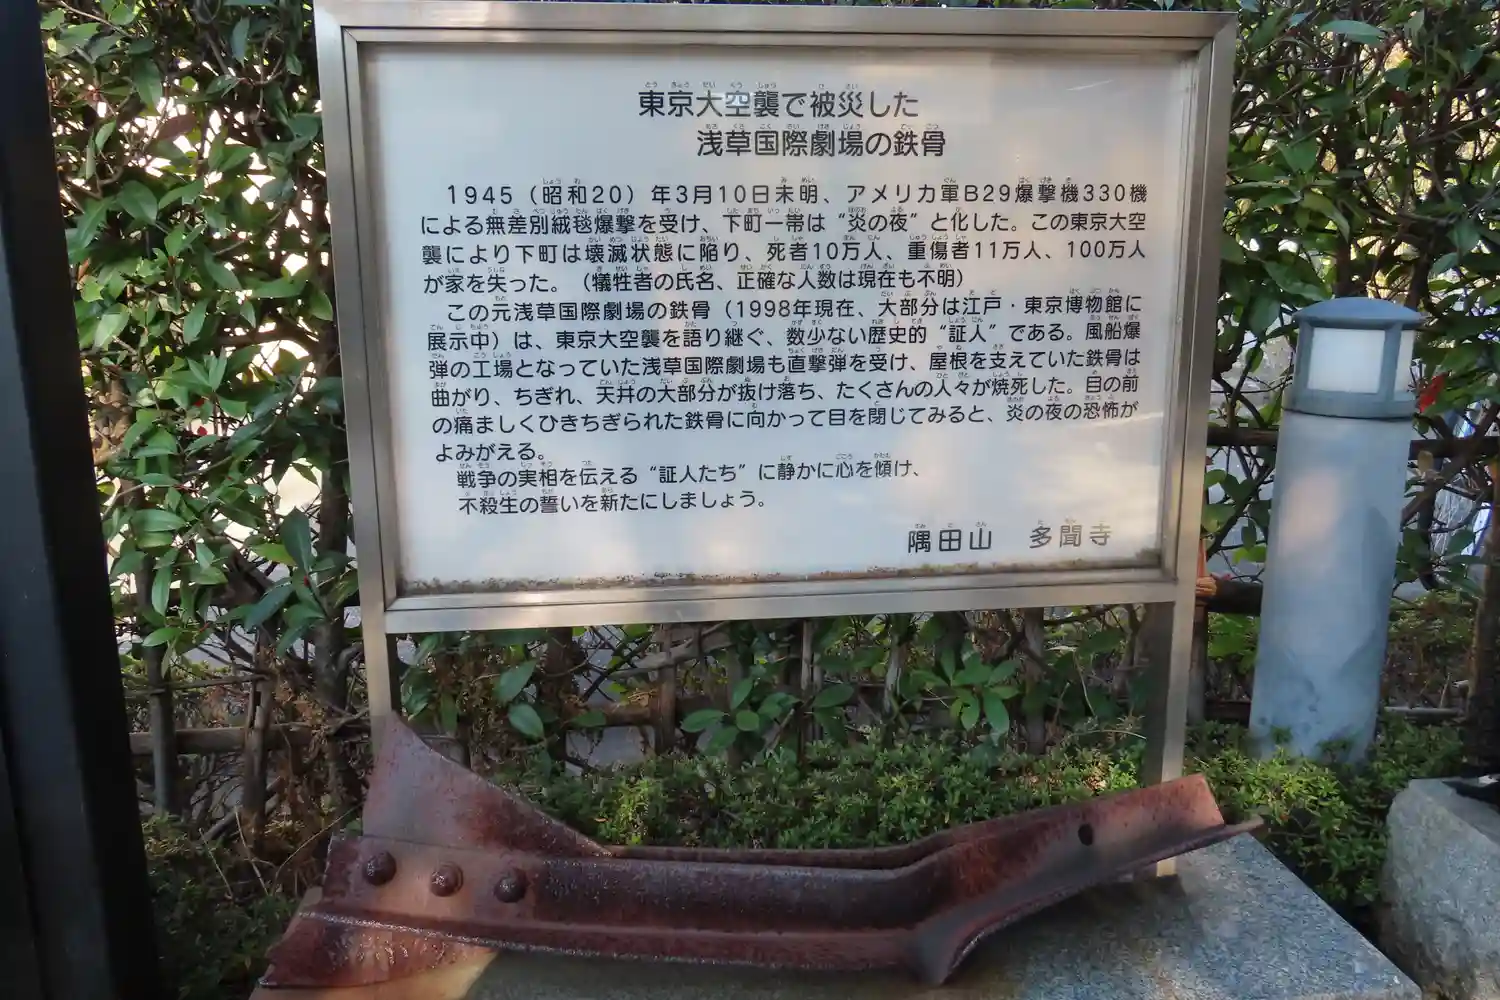 東京大空襲で被災した
浅草国際劇場の鉄骨
1945（昭和20）年3月10日未明、アメリカ軍B29爆撃機330機
による無差別絨毯爆撃を受け、下町一帯は“炎の夜”と化した。この東京大空
襲により下町は壊滅状態に陥り、死者10万人、重傷者11万人、100万人
が家を失った。（犠牲者の氏名、正確な人数は現在も不明）
この元浅草国際劇場の鉄骨（1998年現在、大部分は江戸・東京博物館に
展示中）は、東京大空襲を語り継ぐ、数少ない歴史的“証人”である。風船爆
弾の工場となっていた浅草国際劇場も直撃弾を受け、屋根を支えていた鉄骨は
曲がり、ちぎれ、天井の大部分が抜け落ち、たくさんの人々が焼死した。目の前
の痛ましくひきちぎられた鉄骨に向かって目を閉じてみると、炎の夜の恐怖が
よみがえる。
戦争の実相を伝える“証人たち”に静かに心を傾け、
不殺生の誓いを新たにしましょう。
隅田山　多聞寺